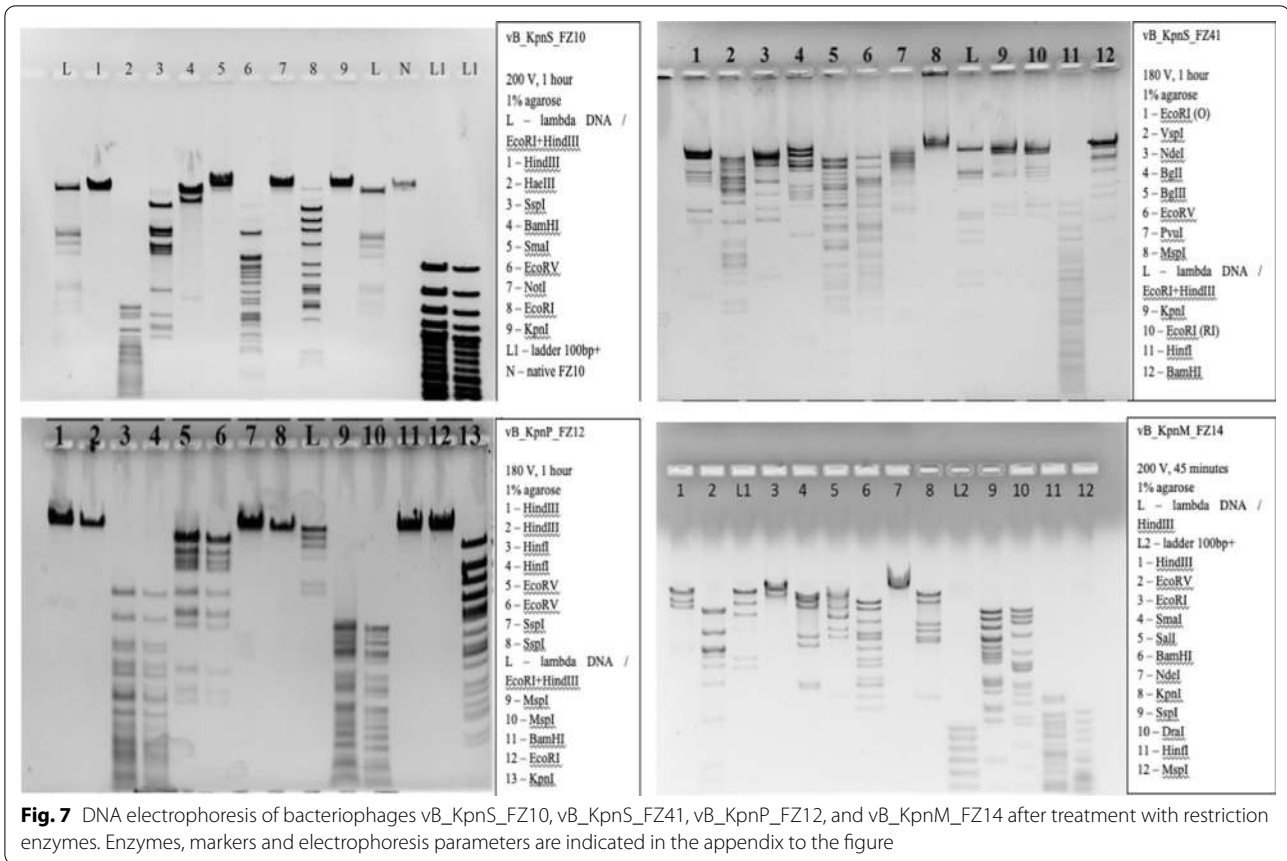 L 1 2 3 4 5 6 7 8 9 L N L1 L1
vB_KpnS_FZ10
200 V, 1 hour
1% agarose
L – lambda DNA /
EcoRI+HindIII
1 – HindIII
2 – HaeIII
3 – SspI
4 – BamHI
5 – SmaI
6 – EcoRV
7 – NotI
8 – EcoRI
9 – KpnI
L1 – ladder 100bp+
N – native FZ10
1 2 3 4 5 6 7 8 L 9 10 11 12
vB_KpnS_FZ41
180 V, 1 hour
1% agarose
1 – EcoRI (O)
2 – VspI
3 – NdeI
4 – BglI
5 – BglII
6 – EcoRV
7 – PvuI
8 – MspI
L – lambda DNA /
EcoRI+HindIII
9 – KpnI
10 – EcoRI (RI)
11 – HinfI
12 – BamHI
1 2 3 4 5 6 7 8 L 9 10 11 12 13
vB_KpnP_FZ12
180 V, 1 hour
1% agarose
1 – HindIII
2 – HindIII
3 – HinfI
4 – HinfI
5 – EcoRV
6 – EcoRV
7 – SspI
8 – SspI
L – lambda DNA /
EcoRI+HindIII
9 – MspI
10 – MspI
11 – BamHI
12 – EcoRI
13 – KpnI
1 2 L1 3 4 5 6 7 8 L2 9 10 11 12
vB_KpnM_FZ14
200 V, 45 minutes
1% agarose
L – lambda DNA /
HindIII
L2 – ladder 100bp+
1 – HindIII
2 – EcoRV
3 – EcoRI
4 – SmaI
5 – SalI
6 – BamHI
7 – NdeI
8 – KpnI
9 – SspI
10 – DraI
11 – HinfI
12 – MspI
Fig. 7 DNA electrophoresis of bacteriophages vB_KpnS_FZ10, vB_KpnS_FZ41, vB_KpnP_FZ12, and vB_KpnM_FZ14 after treatment with restriction
enzymes. Enzymes, markers and electrophoresis parameters are indicated in the appendix to the figure